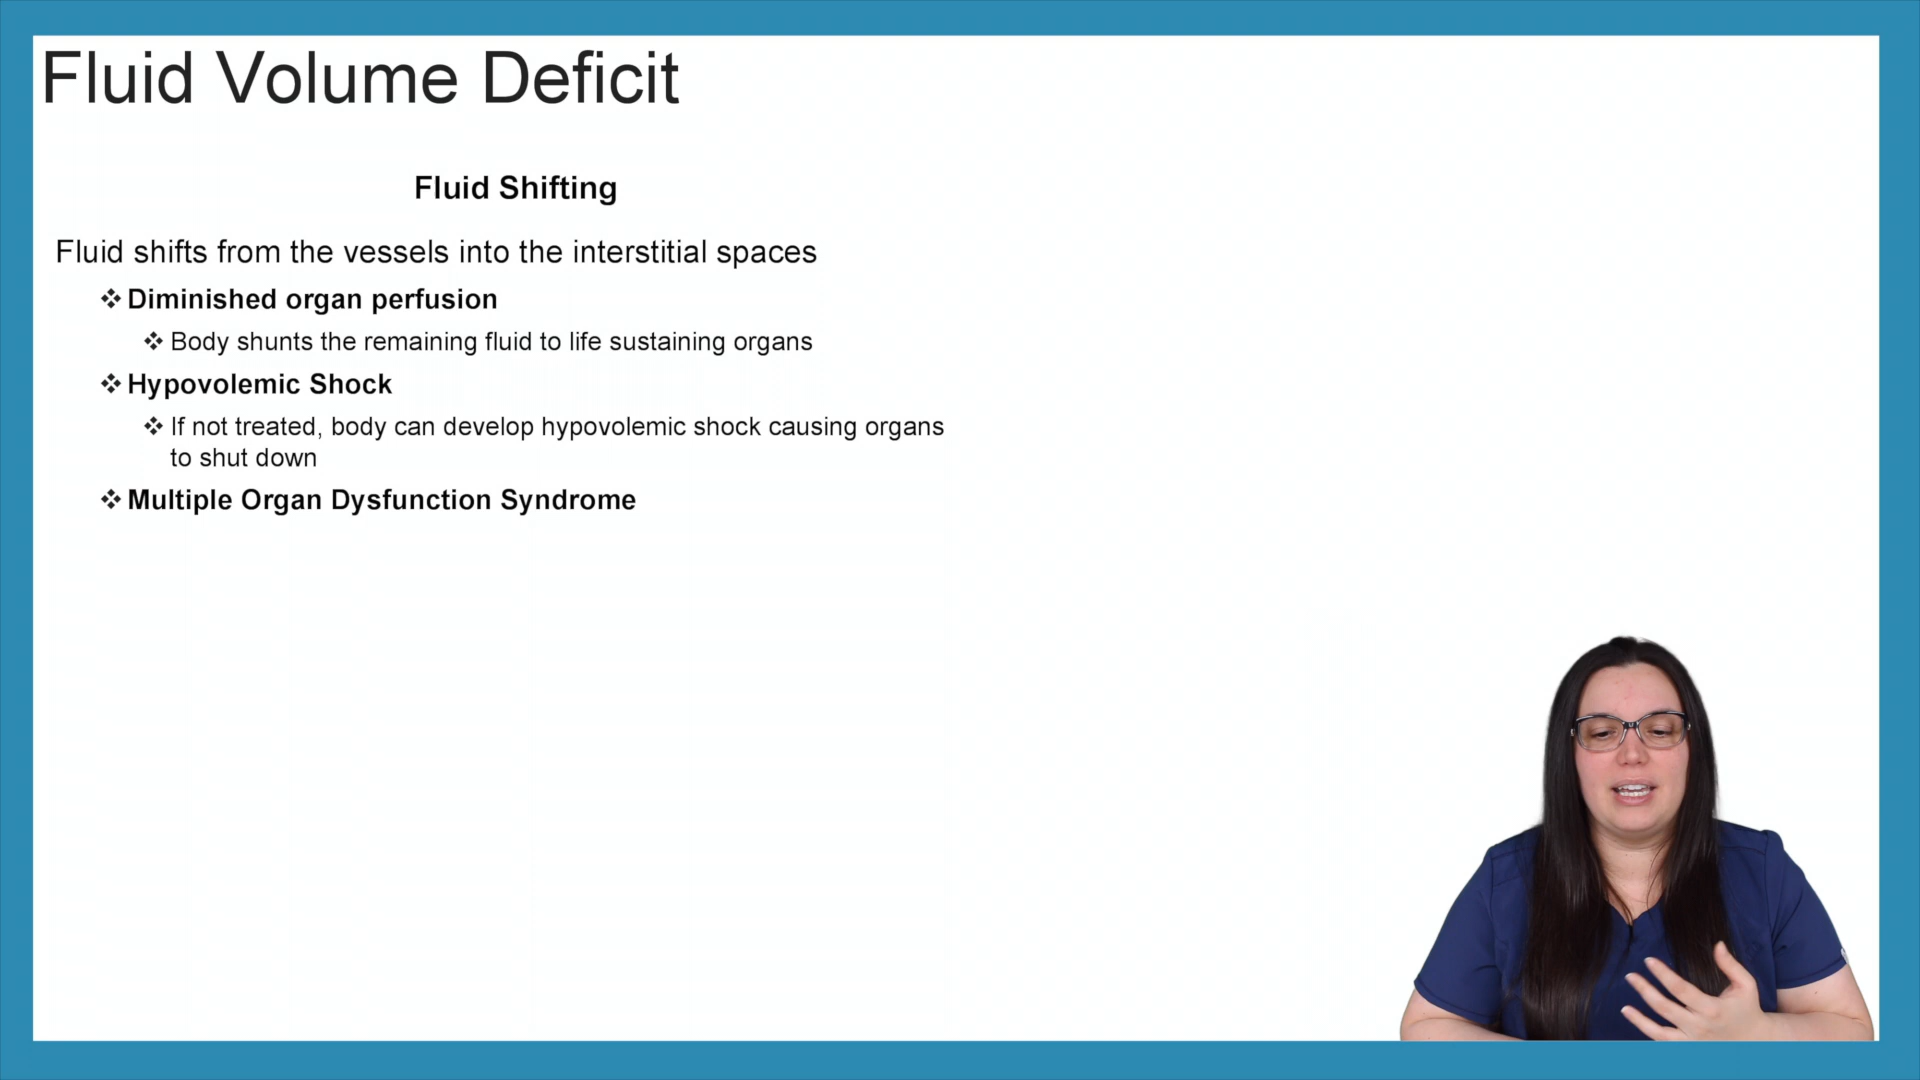 Fluid Volume Deficit
Fluid Shifting
Fluid shifts from the vessels into the interstitial spaces
❖ Diminished organ perfusion
❖ Body shunts the remaining fluid to life sustaining organs
❖ Hypovolemic Shock
❖ If not treated, body can develop hypovolemic shock causing organs
to shut down
❖ Multiple Organ Dysfunction Syndrome